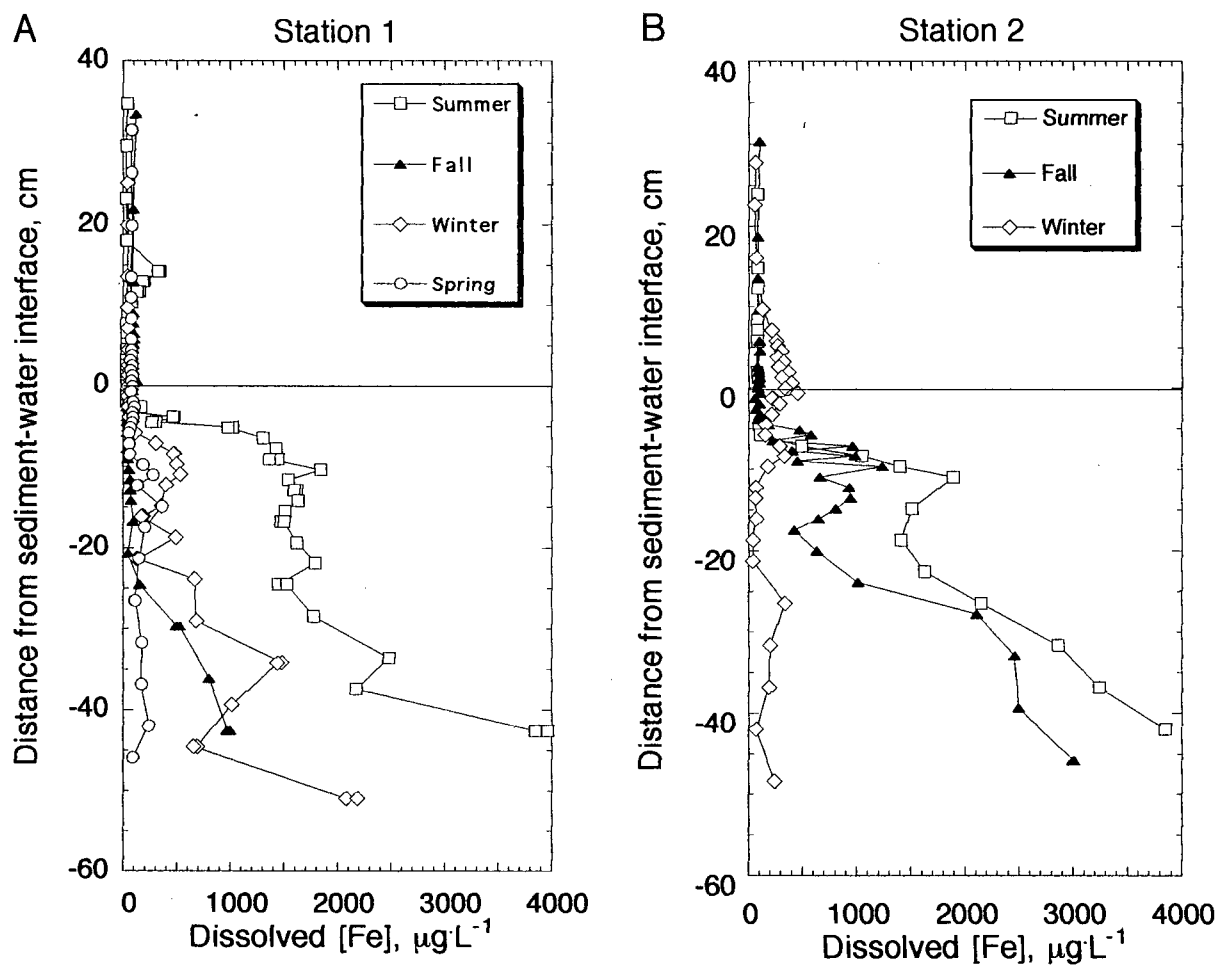 A
Station 1
40
20
0
-20
-40
-60
Distance from sediment-water interface, cm
Summer
Fall
Winter
Spring
0 1000 2000 3000 4000
Dissolved [Fe], µg·L⁻¹
B
Station 2
40
20
0
-20
-40
-60
Distance from sediment-water interface, cm
Summer
Fall
Winter
0 1000 2000 3000 4000
Dissolved [Fe], µg·L⁻¹